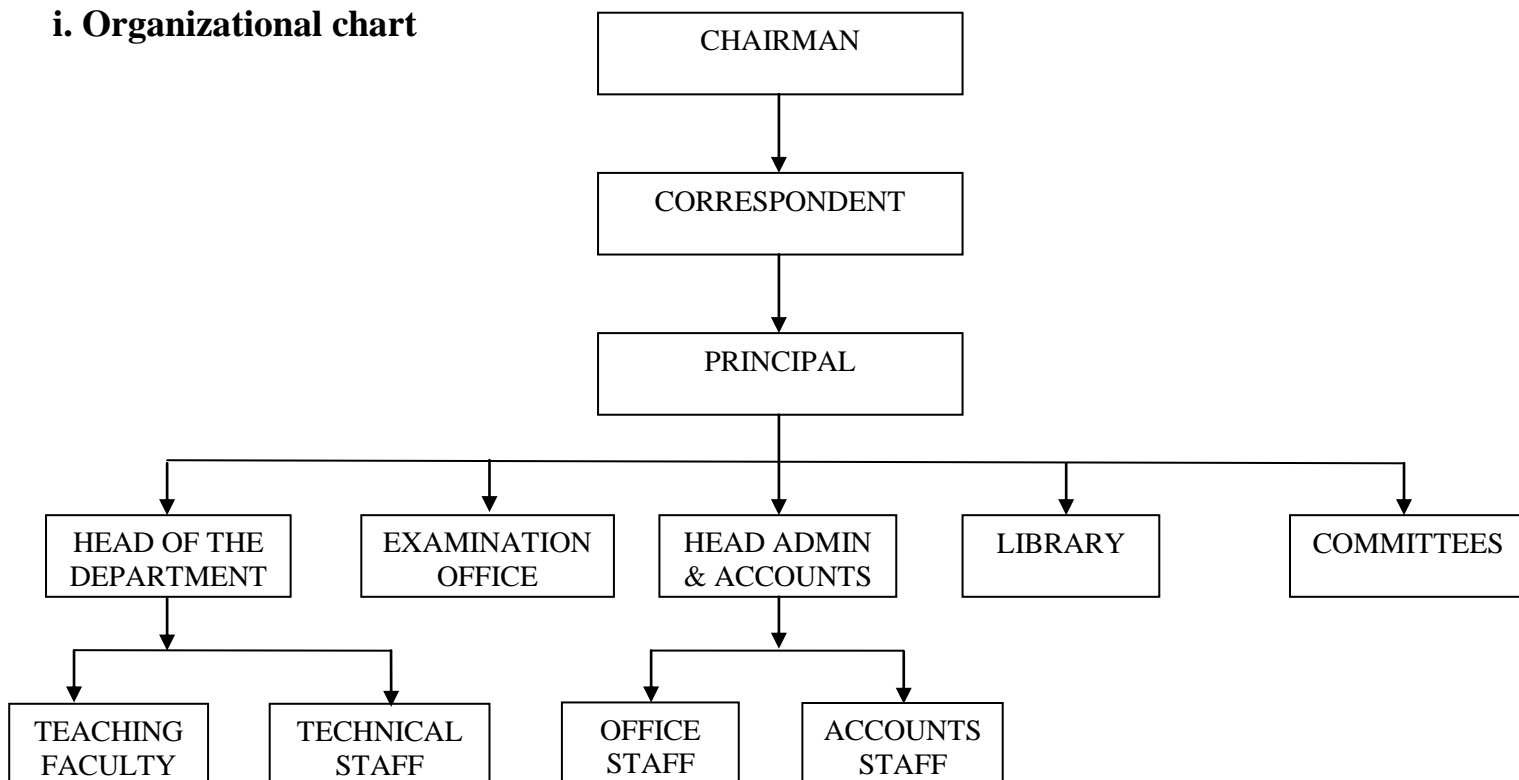 i. Organizational chart
CHAIRMAN
CORRESPONDENT
PRINCIPAL
HEAD OF THE
DEPARTMENT
EXAMINATION
OFFICE
HEAD ADMIN
& ACCOUNTS
LIBRARY
COMMITTEES
TEACHING
FACULTY
TECHNICAL
STAFF
OFFICE
STAFF
ACCOUNTS
STAFF